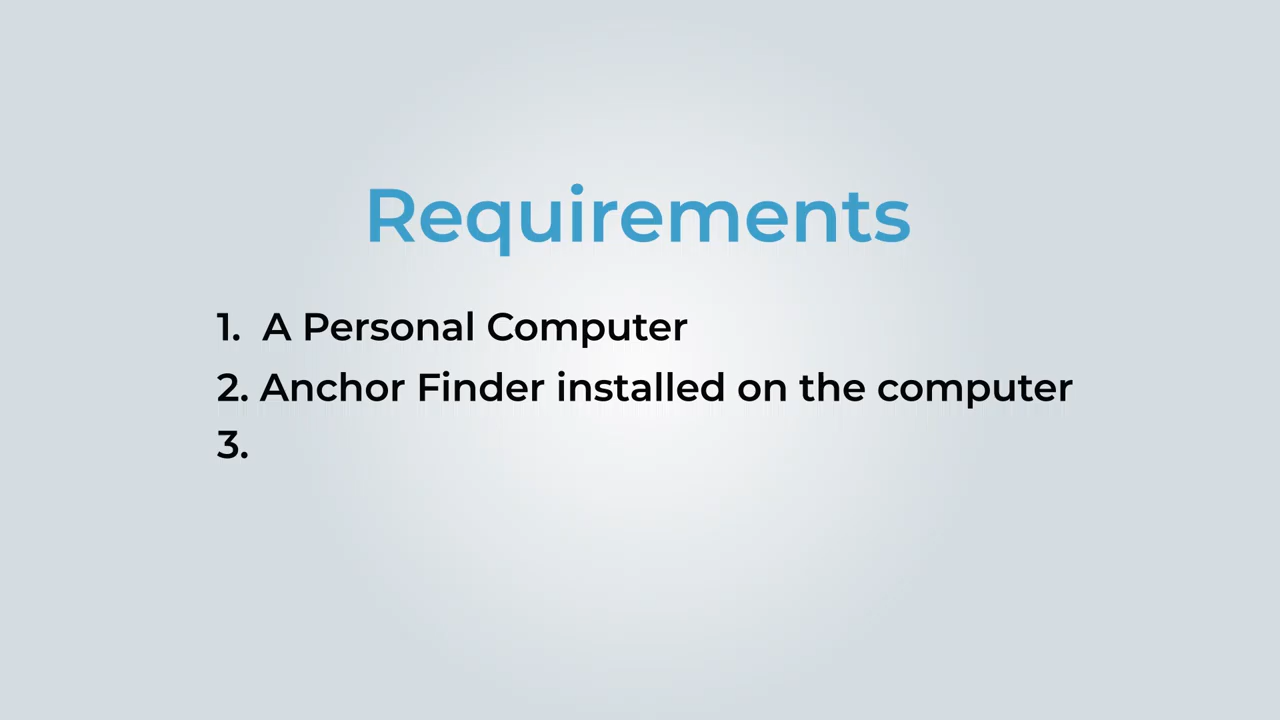 Requirements
1. A Personal Computer
2. Anchor Finder installed on the computer
3.